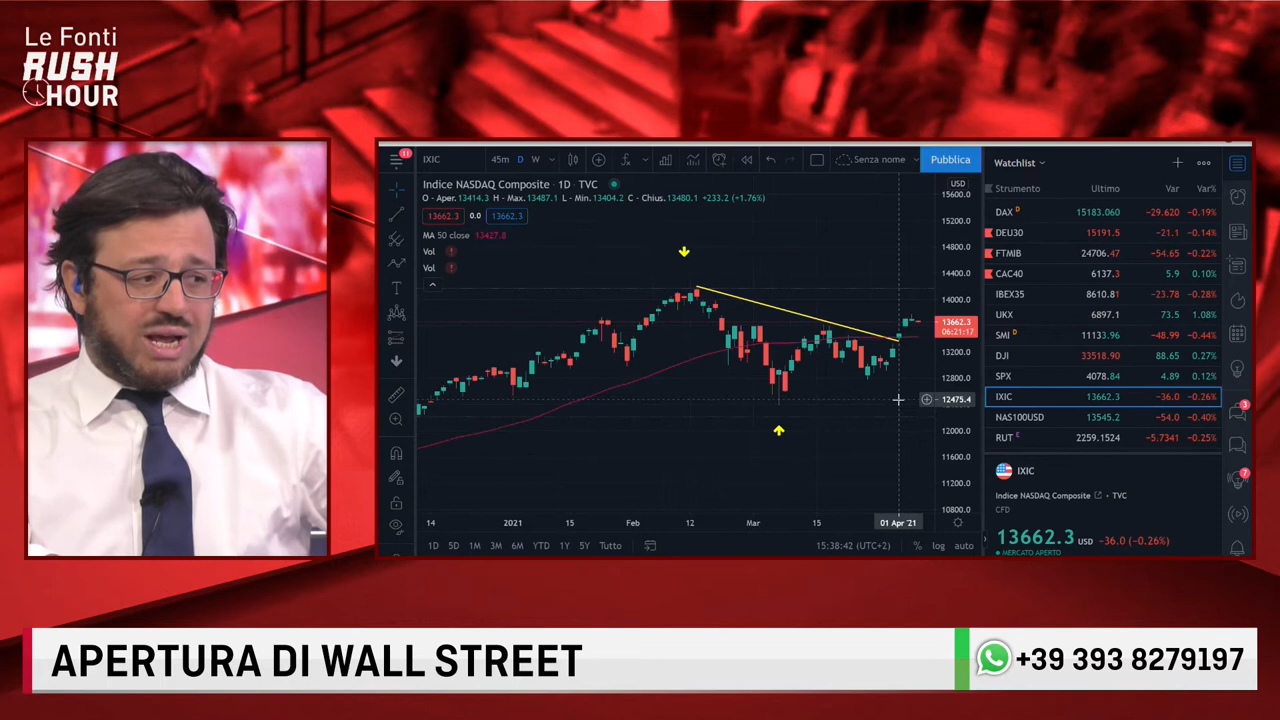 Le Fonti
RUSH
HOUR
11
IXIC
45m D W
Senza nome
Pubblica
Indice NASDAQ Composite · 1D · TVC
O - Aper.13414.3 H - Max.13487.1 L - Min.13404.2 C - Chius.13480.1 +233.2 (+1.76%)
13662.3 0.0 13662.3
MA 50 close 13427.8
Vol
Vol
USD
15600.0
15200.0
14800.0
14400.0
14000.0
13662.3
06:21:17
13200.0
12800.0
12475.4
12000.0
11600.0
11200.0
10800.0
14 2021 15 Feb 12 Mar 15 01 Apr '21
1D 5D 1M 3M 6M YTD 1Y 5Y Tutto
15:38:42 (UTC+2) % log auto
Watchlist
Strumento Ultimo Var Var%
DAX D 15183.060 −29.620 −0.19%
DEU30 15191.5 −21.1 −0.14%
FTMIB 24706.47 −54.65 −0.22%
CAC40 6137.3 5.9 0.10%
IBEX35 8610.81 −23.78 −0.28%
UKX 6897.1 73.5 1.08%
SMI D 11133.96 −48.99 −0.44%
DJI 33518.90 88.65 0.27%
SPX 4078.84 4.89 0.12%
IXIC 13662.3 −36.0 −0.26%
NAS100USD 13545.2 −54.0 −0.40%
RUT E 2259.1524 −5.7341 −0.25%
IXIC
Indice NASDAQ Composite · TVC
CFD
13662.3 USD −36.0 (−0.26%)
MERCATO APERTO
3
7
APERTURA DI WALL STREET
+39 393 8279197